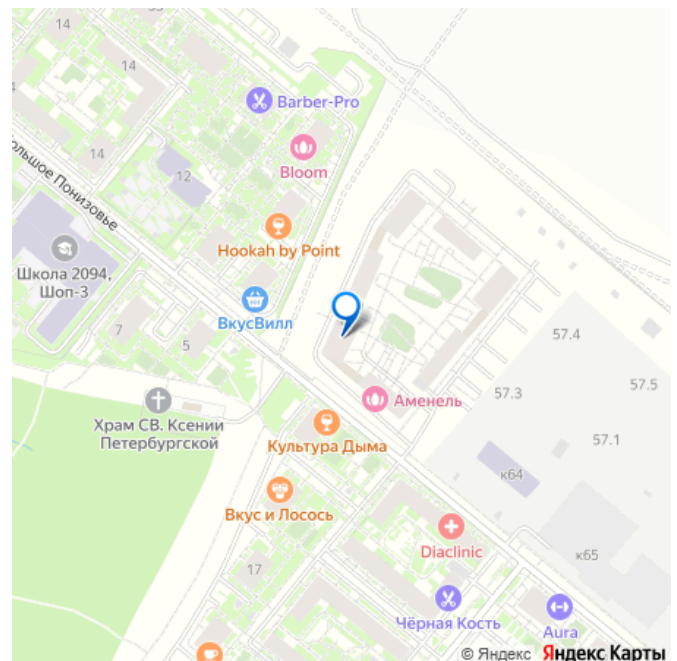 14
14
Barber-Pro
Bloom
14
12
ольшое Понизовье
Hookah by Point
Школа 2094,
Шоп-3
ВкусВилл
7
5
57.4
57.5
57.3
Аменель
Храм СВ. Ксении
Петербургской
57.1
Культура Дыма
к64
Вкус и Лосось
Diaclinic
к65
17
Чёрная Кость
Aura
© Яндекс Яндекс Карты